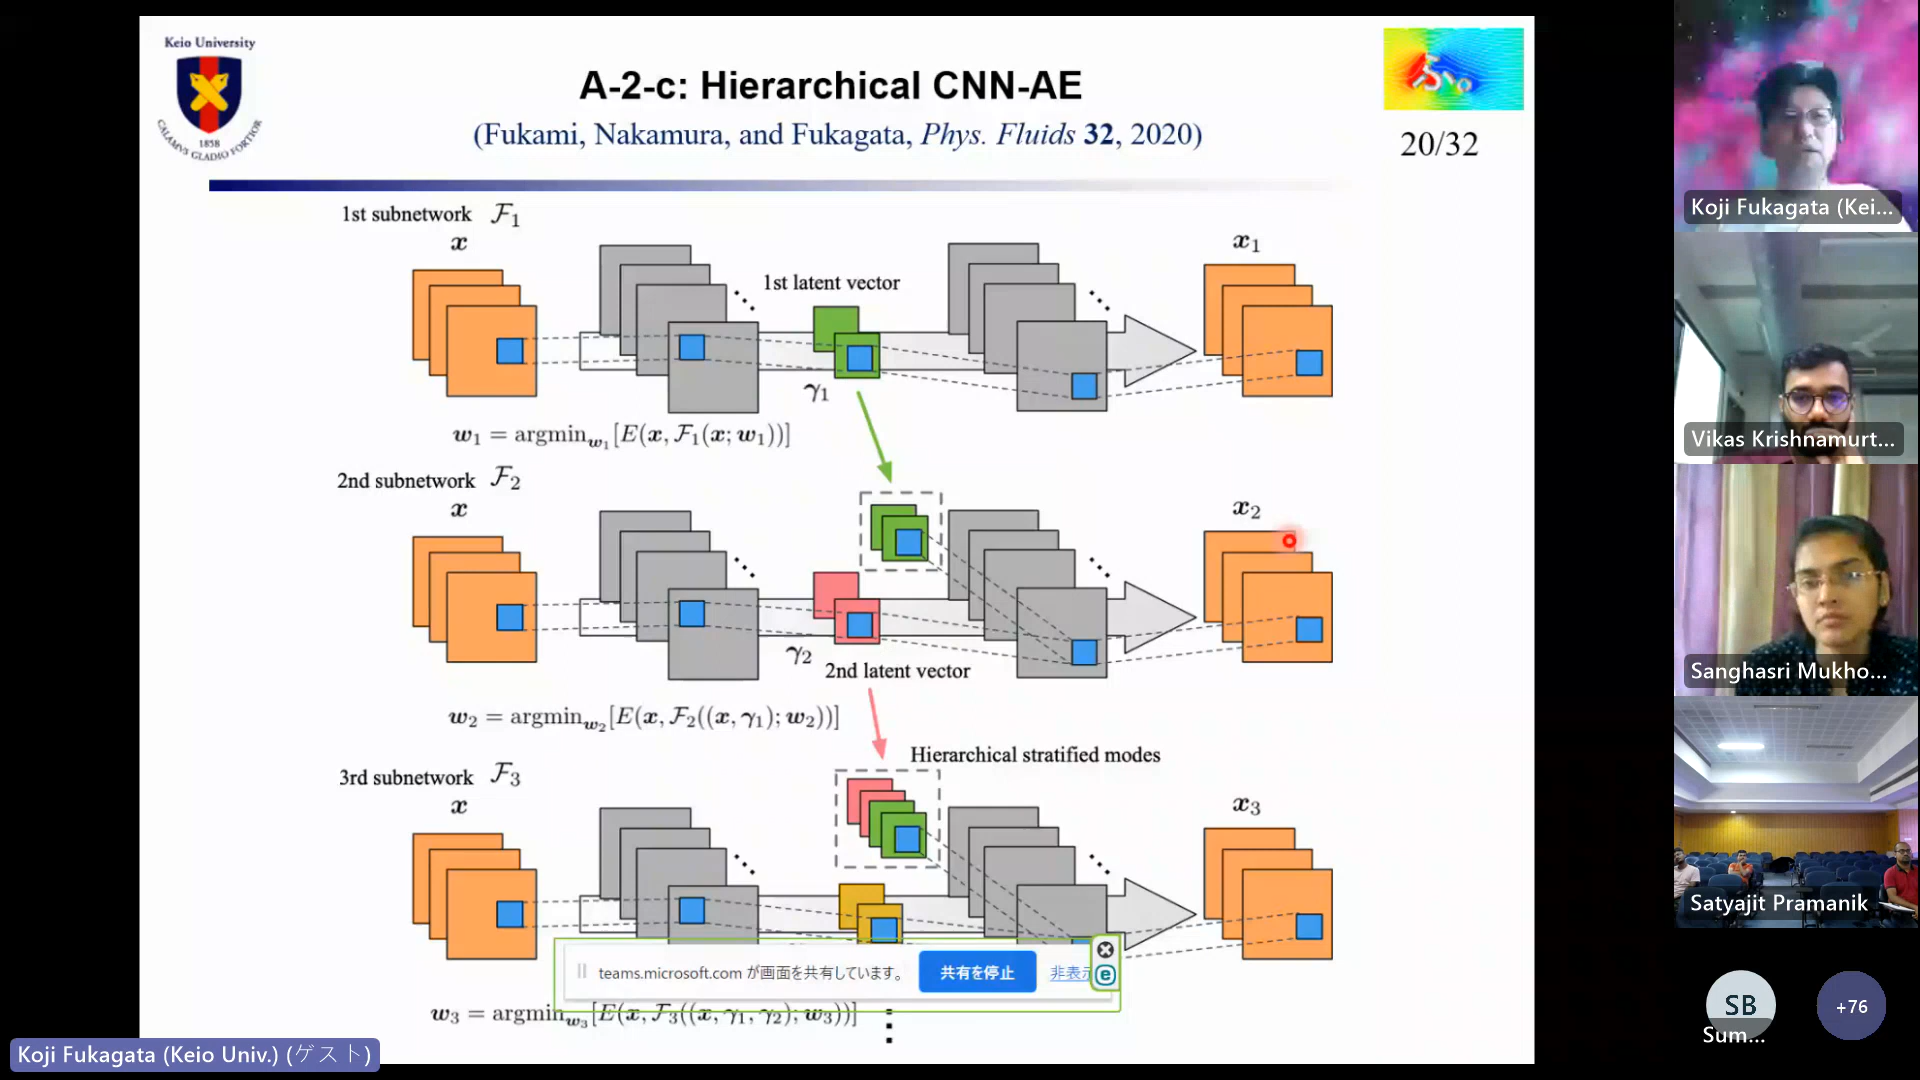 Keio University
CALAMVS GLADIO FORTIOR
1858
A-2-c: Hierarchical CNN-AE
(Fukami, Nakamura, and Fukagata, Phys. Fluids 32, 2020)
20/32
1st subnetwork 𝓕₁
x
1st latent vector
x₁
γ₁
w₁ = argmin_w₁[E(x, 𝓕₁(x; w₁))]
2nd subnetwork 𝓕₂
x
x₂
γ₂
2nd latent vector
w₂ = argmin_w₂[E(x, 𝓕₂((x, γ₁); w₂))]
Hierarchical stratified modes
3rd subnetwork 𝓕₃
x
x₃
teams.microsoft.com が画面を共有しています。 共有を停止 非表示
w₃ = argmin_w₃[E(x, 𝓕₃((x, γ₁, γ₂); w₃))]
Koji Fukagata (Keio Univ.) (ゲスト)
Koji Fukagata (Kei...
Vikas Krishnamurt...
Sanghasri Mukho...
Satyajit Pramanik
SB
Sum...
+76